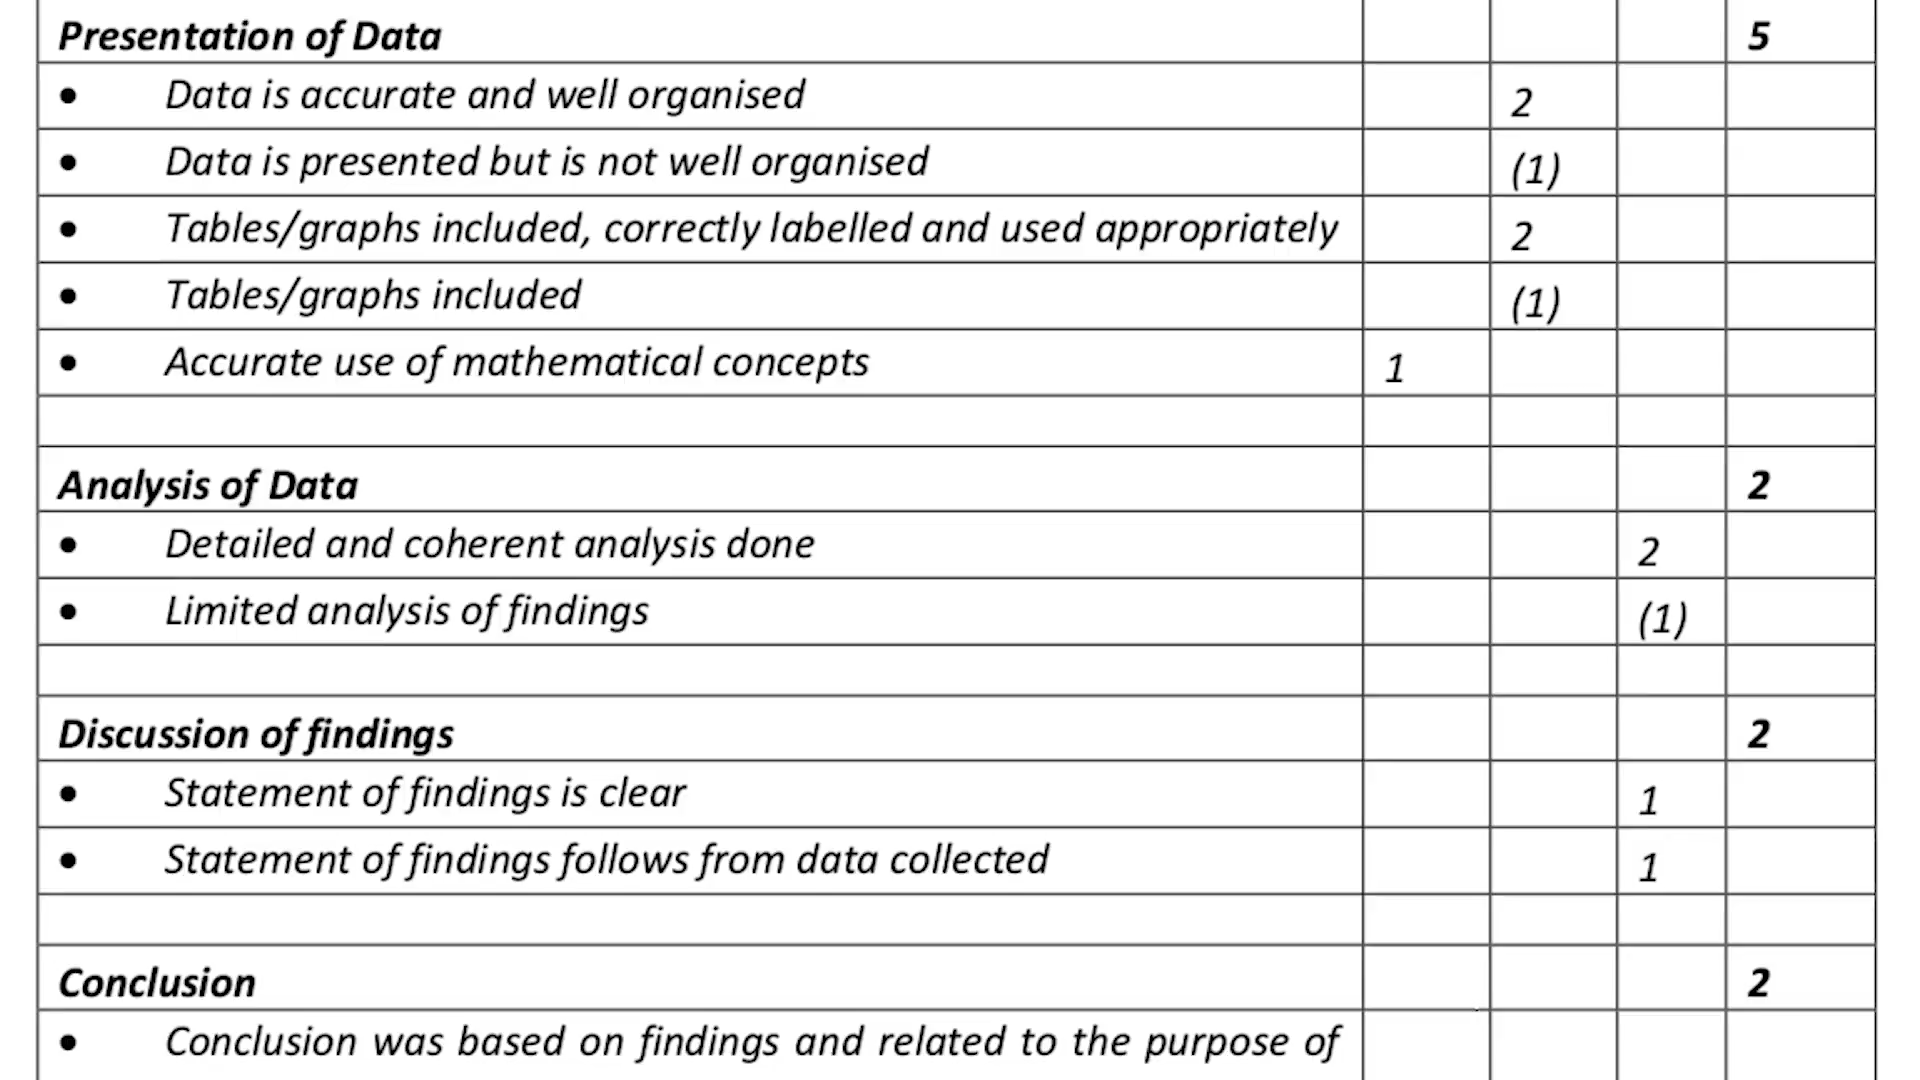 Presentation of Data 5
• Data is accurate and well organised 2
• Data is presented but is not well organised (1)
• Tables/graphs included, correctly labelled and used appropriately 2
• Tables/graphs included (1)
• Accurate use of mathematical concepts 1
Analysis of Data 2
• Detailed and coherent analysis done 2
• Limited analysis of findings (1)
Discussion of findings 2
• Statement of findings is clear 1
• Statement of findings follows from data collected 1
Conclusion 2
• Conclusion was based on findings and related to the purpose of